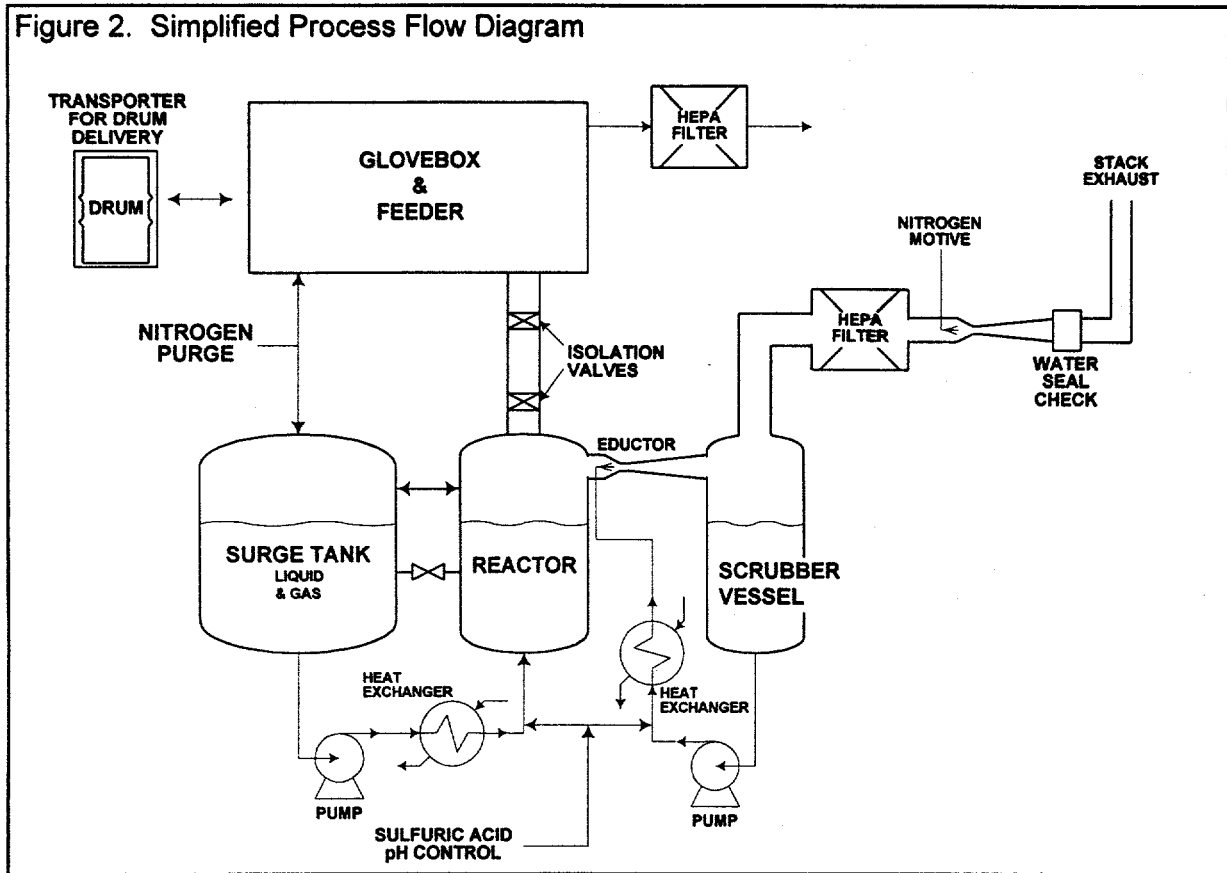 Figure 2. Simplified Process Flow Diagram
TRANSPORTER
FOR DRUM
DELIVERY
DRUM
GLOVEBOX
&
FEEDER
HEPA
FILTER
STACK
EXHAUST
NITROGEN
MOTIVE
HEPA
FILTER
WATER
SEAL
CHECK
NITROGEN
PURGE
ISOLATION
VALVES
EDUCTOR
SURGE TANK
LIQUID
& GAS
REACTOR
SCRUBBER
VESSEL
HEAT
EXCHANGER
HEAT
EXCHANGER
PUMP
PUMP
SULFURIC ACID
pH CONTROL